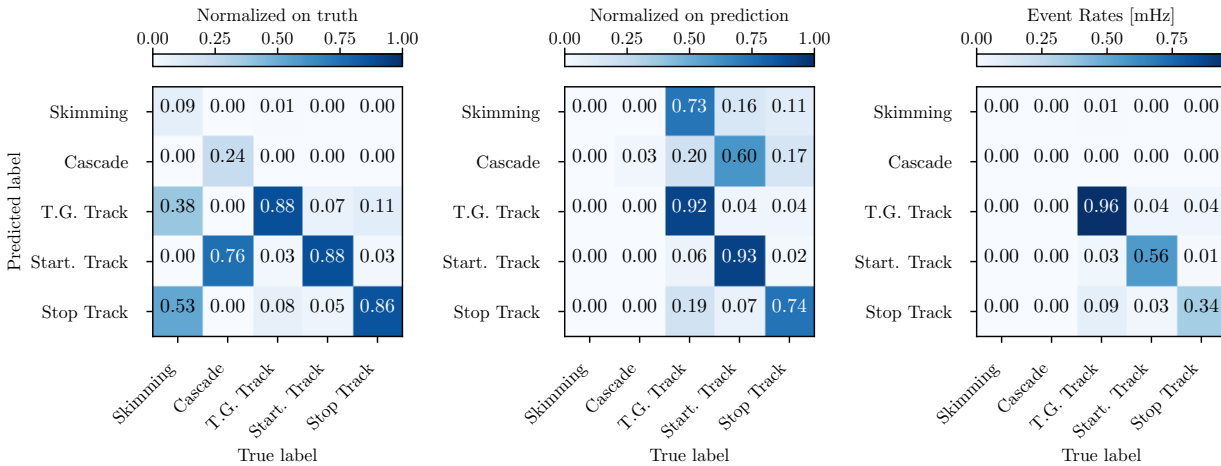 Normalized on truth
0.00 0.25 0.50 0.75 1.00
Predicted label
Skimming 0.09 0.00 0.01 0.00 0.00
Cascade 0.00 0.24 0.00 0.00 0.00
T.G. Track 0.38 0.00 0.88 0.07 0.11
Start. Track 0.00 0.76 0.03 0.88 0.03
Stop Track 0.53 0.00 0.08 0.05 0.86
Skimming Cascade T.G. Track Start. Track Stop Track
True label
Normalized on prediction
0.00 0.25 0.50 0.75 1.00
Skimming 0.00 0.00 0.73 0.16 0.11
Cascade 0.00 0.03 0.20 0.60 0.17
T.G. Track 0.00 0.00 0.92 0.04 0.04
Start. Track 0.00 0.00 0.06 0.93 0.02
Stop Track 0.00 0.00 0.19 0.07 0.74
Skimming Cascade T.G. Track Start. Track Stop Track
True label
Event Rates [mHz]
0.00 0.25 0.50 0.75
Skimming 0.00 0.00 0.01 0.00 0.00
Cascade 0.00 0.00 0.00 0.00 0.00
T.G. Track 0.00 0.00 0.96 0.04 0.04
Start. Track 0.00 0.00 0.03 0.56 0.01
Stop Track 0.00 0.00 0.09 0.03 0.34
Skimming Cascade T.G. Track Start. Track Stop Track
True label